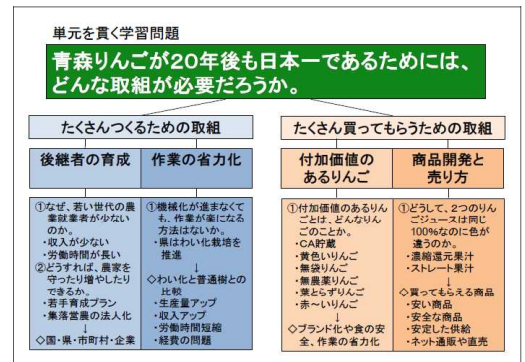 単元を貫く学習問題
青森りんごが20年後も日本一であるためには、
どんな取組が必要だろうか。
たくさんつくるための取組
後継者の育成
①なぜ、若い世代の農
業就業者が少ない
のか。
・収入が少ない
・労働時間が長い
②どうすれば、農家を
守ったり増やしたり
できるか。
・若手育成プラン
・集落営農の法人化
↓
◇国・県・市町村・企業
作業の省力化
①機械化が進まなくて
も、作業が楽になる
方法はないか。
・県はわい化栽培を
推進
↓
◇わい化と普通樹との
比較
・生産量アップ
・収入アップ
・労働時間短縮
・経費の問題
たくさん買ってもらうための取組
付加価値の
あるりんご
①付加価値のあるりん
ごとは、どんなりん
ごのことか。
・CA貯蔵
・黄色いりんご
・無袋りんご
・無農薬りんご
・葉とらずりんご
・赤～いりんご
↓
◇ブランド化や食の安
全、作業の省力化
商品開発と
売り方
①どうして、2つのりん
ごジュースは同じ
100%なのに色が
違うのか。
・濃縮還元果汁
・ストレート果汁
↓
◇買ってもらえる商品
・安い商品
・安全な商品
・安定した供給
・ネット通販や直売